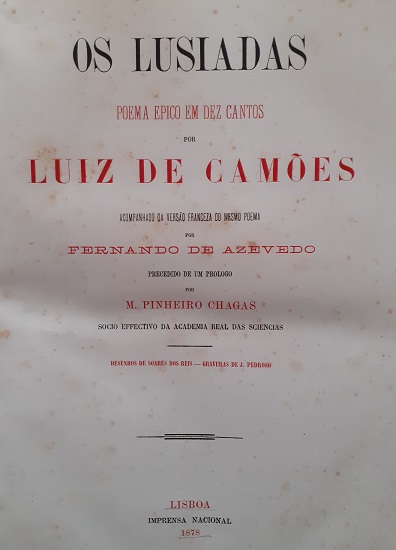 OS LUSIADAS
POEMA EPICO EM DEZ CANTOS
POR
LUIZ DE CAMÕES
ACOMPANHADO DA VERSÃO FRANCEZA DO MESMO POEMA
POR
FERNANDO DE AZEVEDO
PRECEDIDO DE UM PROLOGO
POR
M. PINHEIRO CHAGAS
SOCIO EFFECTIVO DA ACADEMIA REAL DAS SCIENCIAS
DESENHOS DE SOARES DOS REIS — GRAVURAS DE J. PEDROSO
LISBOA
IMPRENSA NACIONAL
1878